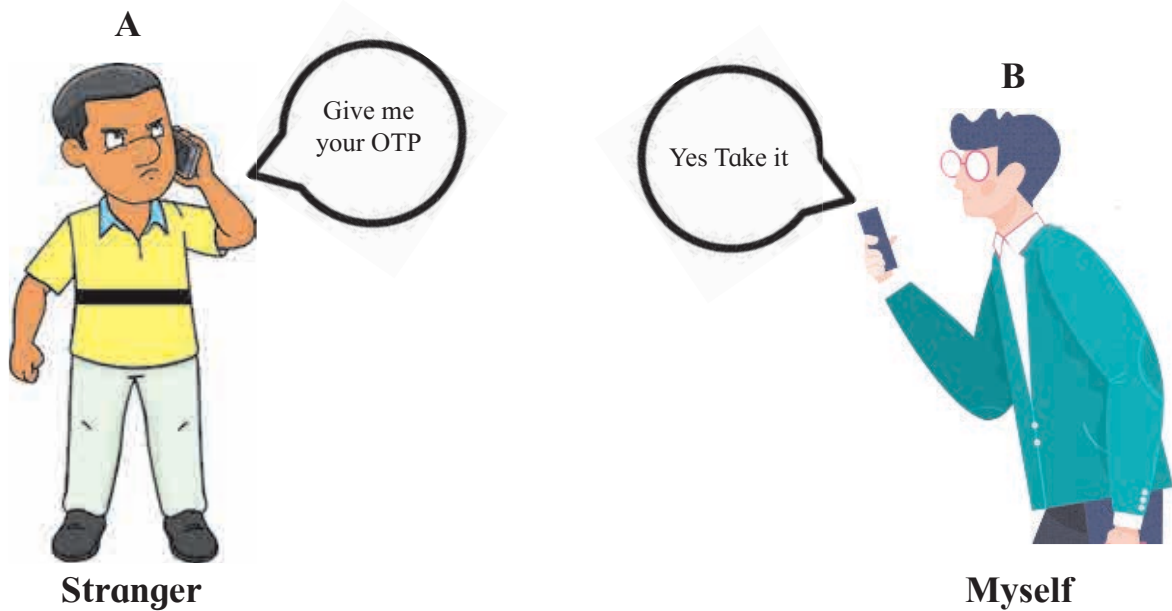 A
Give me
your OTP
Stranger
B
Yes Take it
Myself